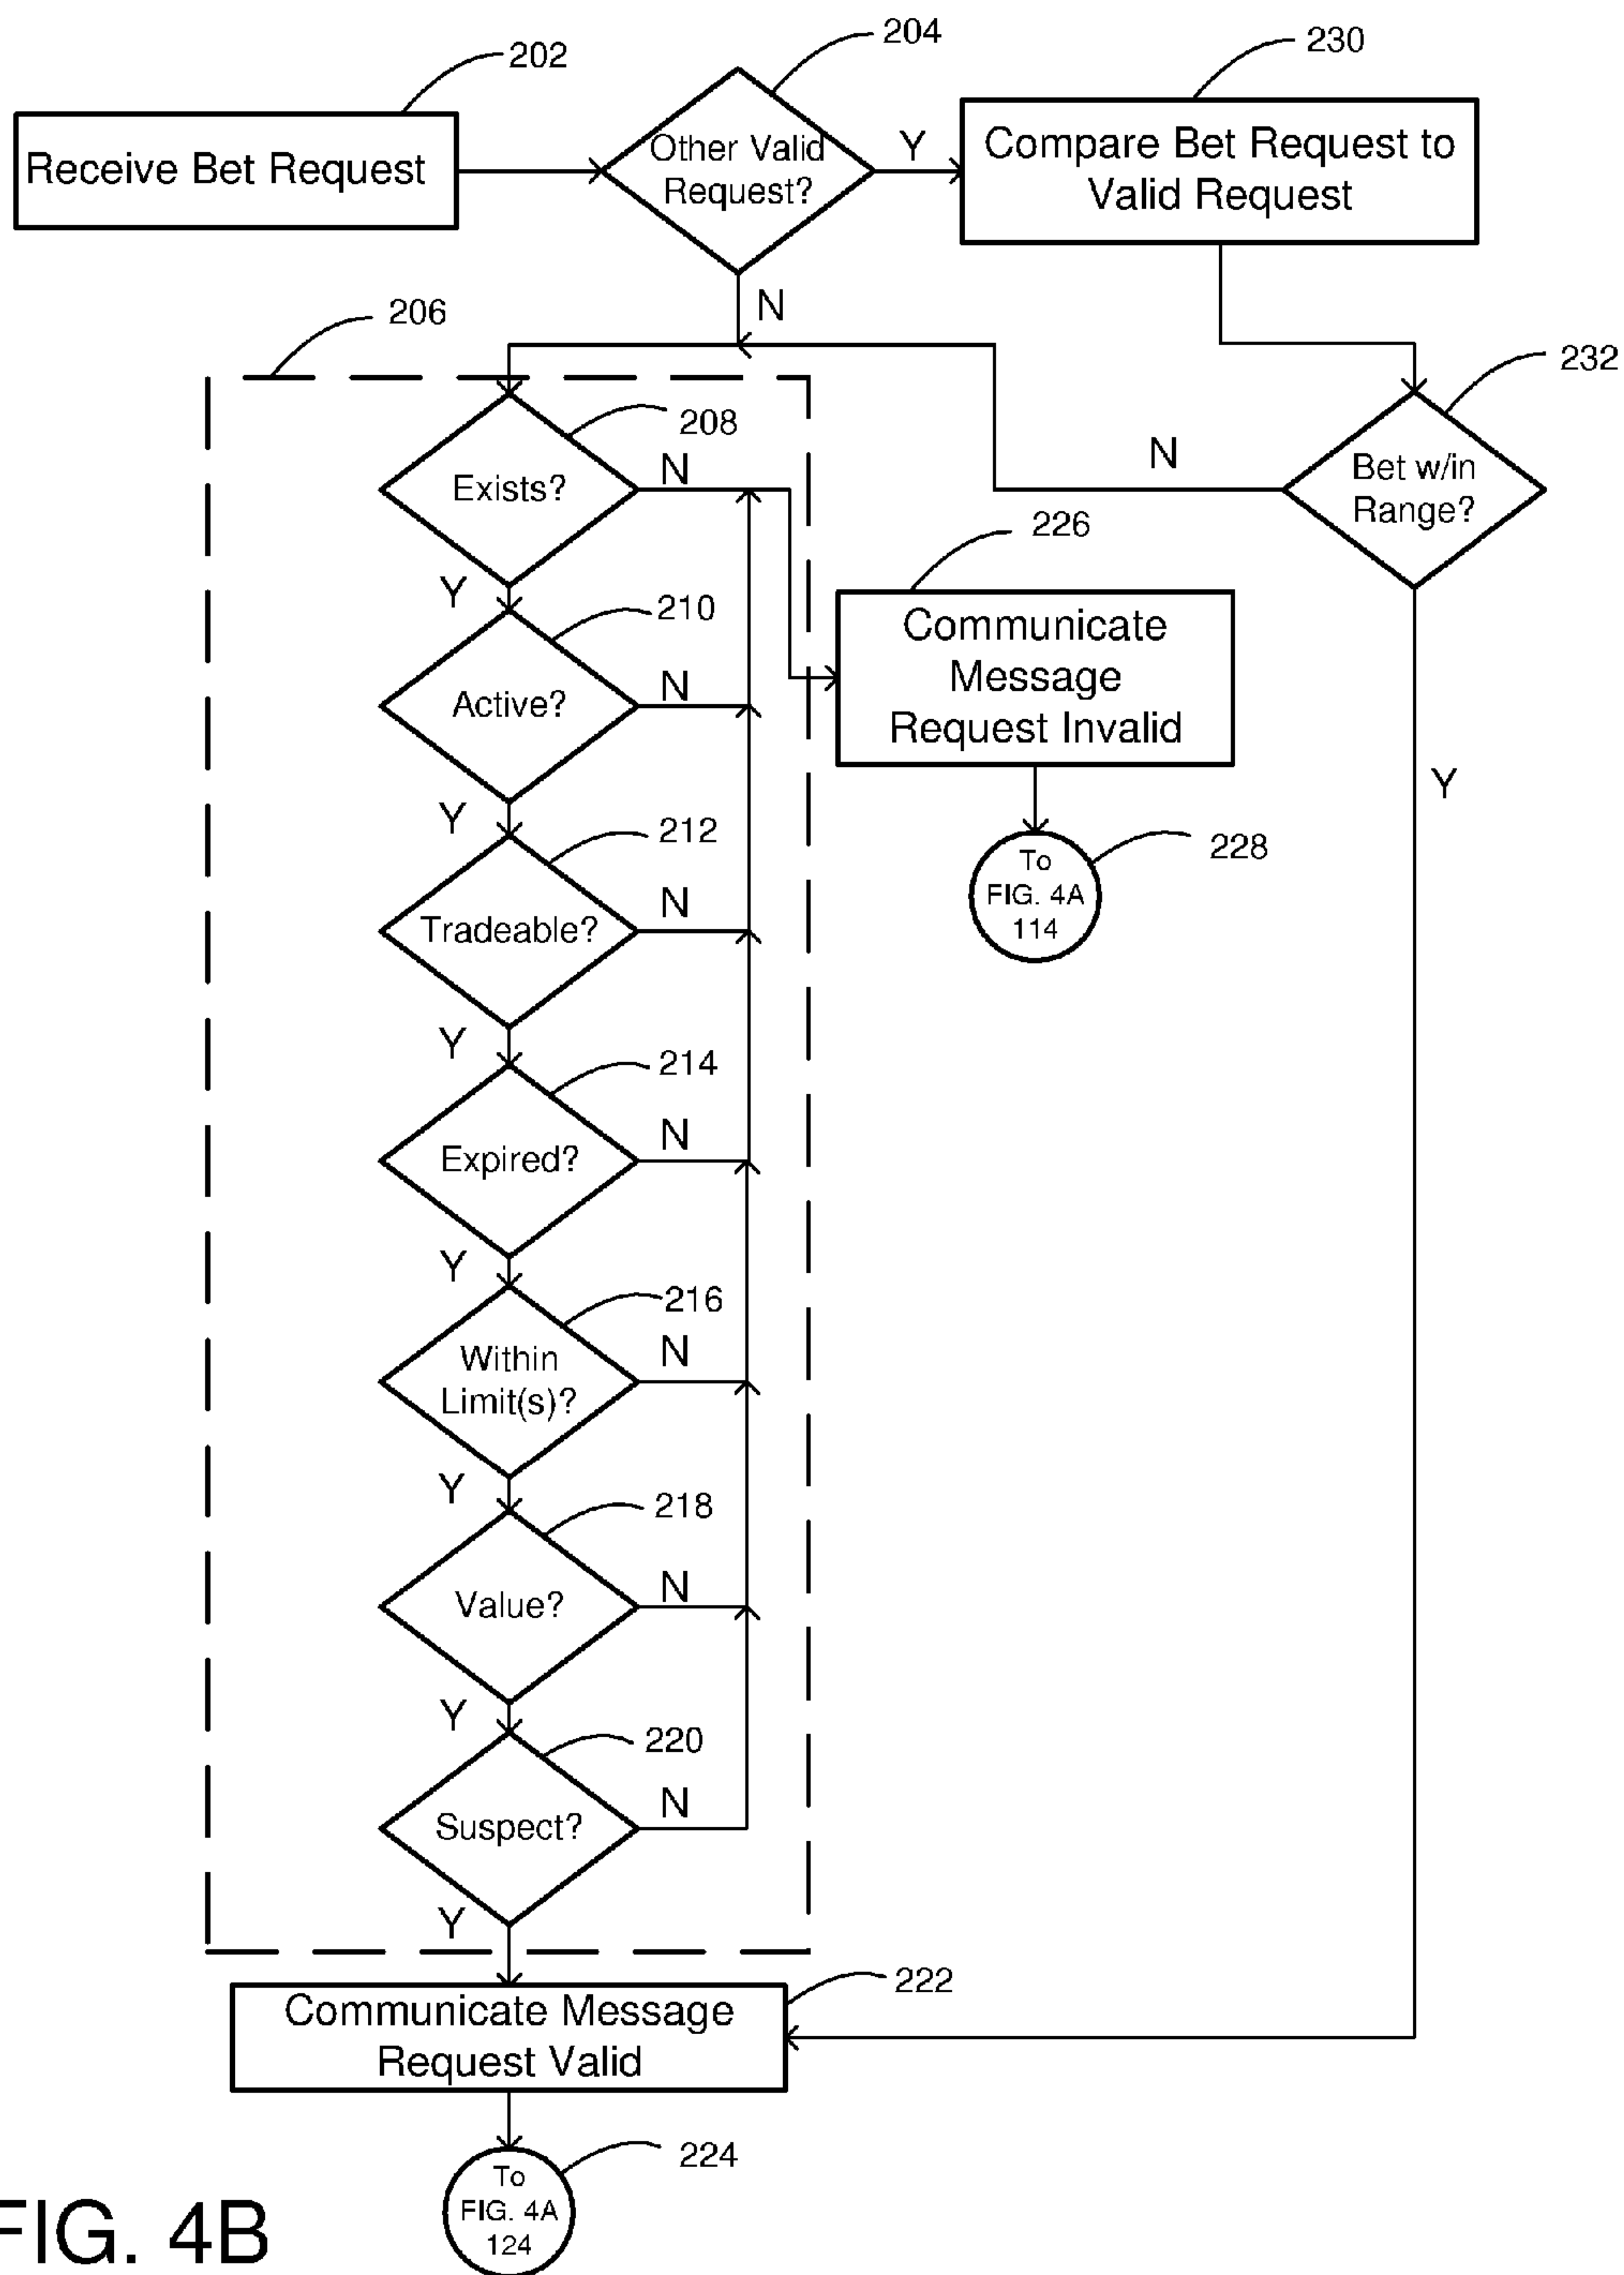 202
204
230
Receive Bet Request
Other Valid
Request?
Y
Compare Bet Request to
Valid Request
N
206
232
208
Exists?
N
N
Bet w/in
Range?
226
Y
210
Communicate
Message
Request Invalid
Active?
N
Y
Y
212
228
To
FIG. 4A
114
Tradeable?
N
Y
214
Expired?
N
Y
216
Within
Limit(s)?
N
Y
218
Value?
N
Y
220
Suspect?
N
Y
222
Communicate Message
Request Valid
224
To
FIG. 4A
124
FIG. 4B